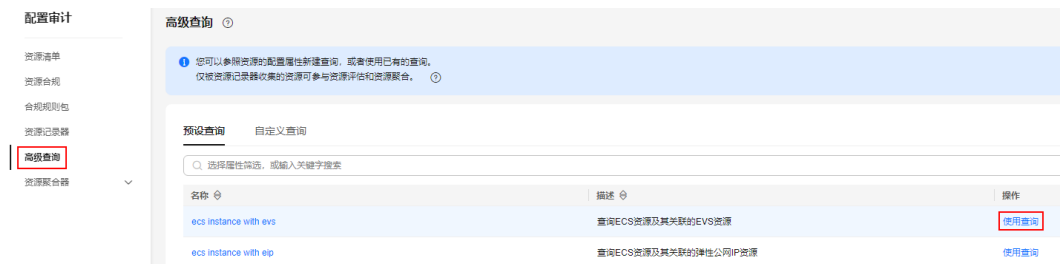 配置审计
资源清单
资源合规
合规规则包
资源记录器
高级查询
资源聚合器
高级查询
您可以参照资源的配置属性新建查询，或者使用已有的查询。
仅被资源记录器收集的资源可参与资源评估和资源聚合。
预设查询 自定义查询
选择属性筛选，或输入关键字搜索
名称 描述 操作
ecs instance with evs 查询ECS资源及其关联的EVS资源 使用查询
ecs instance with eip 查询ECS资源及其关联的弹性公网IP资源 使用查询